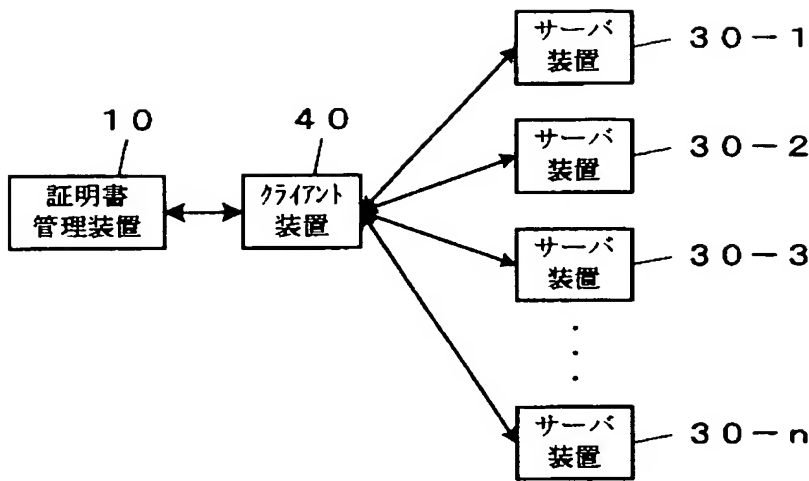 １０
証明書
管理装置
４０
クライアント
装置
サーバ
装置
３０－１
サーバ
装置
３０－２
サーバ
装置
３０－３
サーバ
装置
３０－ｎ